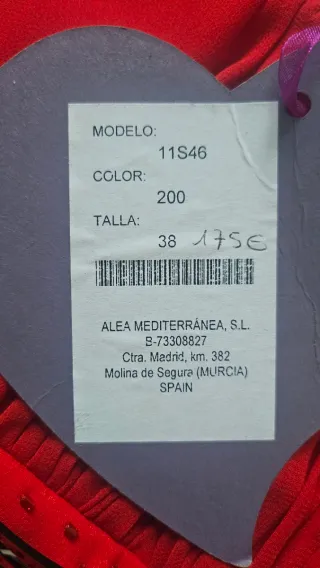 MODELO:
11S46
COLOR:
200
TALLA:
38 175€
ALEA MEDITERRÁNEA, S.L.
B-73308827
Ctra. Madrid, km. 382
Molina de Segura (MURCIA)
SPAIN